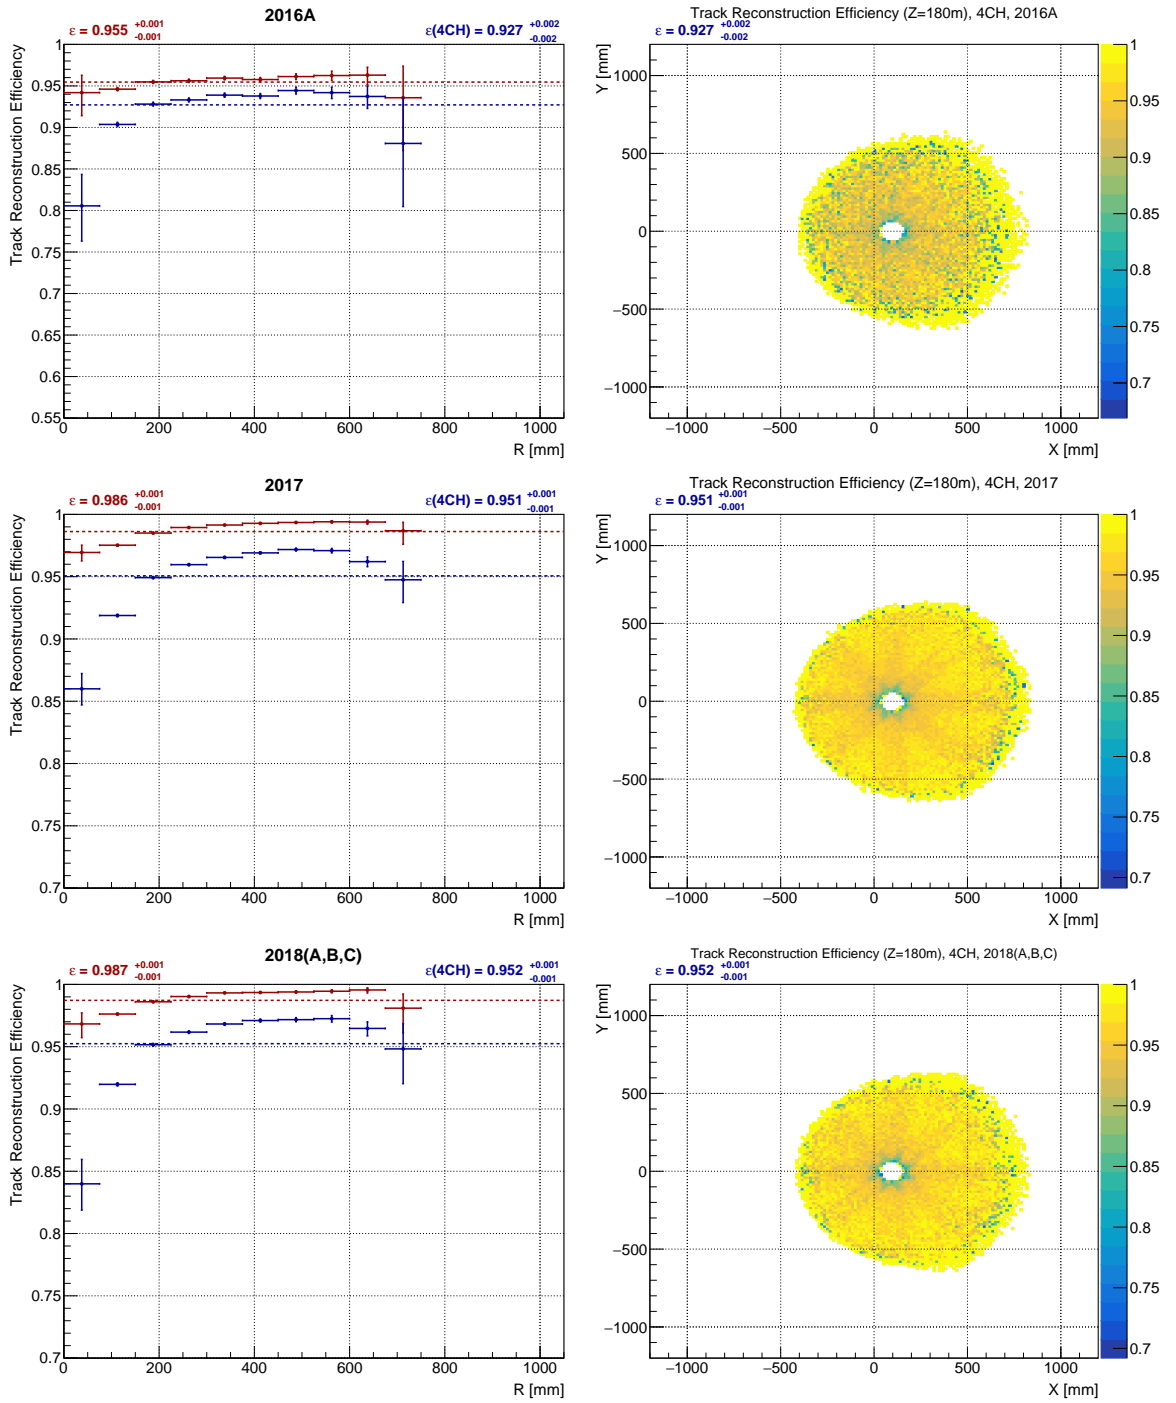 2016A
ε = 0.955 +0.001 -0.001
ε(4CH) = 0.927 +0.002 -0.002
Track Reconstruction Efficiency
1
0.95
0.9
0.85
0.8
0.75
0.7
0.65
0.6
0.55
0 200 400 600 800 1000
R [mm]
Track Reconstruction Efficiency (Z=180m), 4CH, 2016A
ε = 0.927 +0.002 -0.002
Y [mm]
1000
500
0
−500
−1000
−1000 −500 0 500 1000
X [mm]
1
0.95
0.9
0.85
0.8
0.75
0.7
2017
ε = 0.986 +0.001 -0.001
ε(4CH) = 0.951 +0.001 -0.001
Track Reconstruction Efficiency
1
0.95
0.9
0.85
0.8
0.75
0.7
0 200 400 600 800 1000
R [mm]
Track Reconstruction Efficiency (Z=180m), 4CH, 2017
ε = 0.951 +0.001 -0.001
Y [mm]
1000
500
0
−500
−1000
−1000 −500 0 500 1000
X [mm]
1
0.95
0.9
0.85
0.8
0.75
0.7
2018(A,B,C)
ε = 0.987 +0.001 -0.001
ε(4CH) = 0.952 +0.001 -0.001
Track Reconstruction Efficiency
1
0.95
0.9
0.85
0.8
0.75
0.7
0 200 400 600 800 1000
R [mm]
Track Reconstruction Efficiency (Z=180m), 4CH, 2018(A,B,C)
ε = 0.952 +0.001 -0.001
Y [mm]
1000
500
0
−500
−1000
−1000 −500 0 500 1000
X [mm]
1
0.95
0.9
0.85
0.8
0.75
0.7